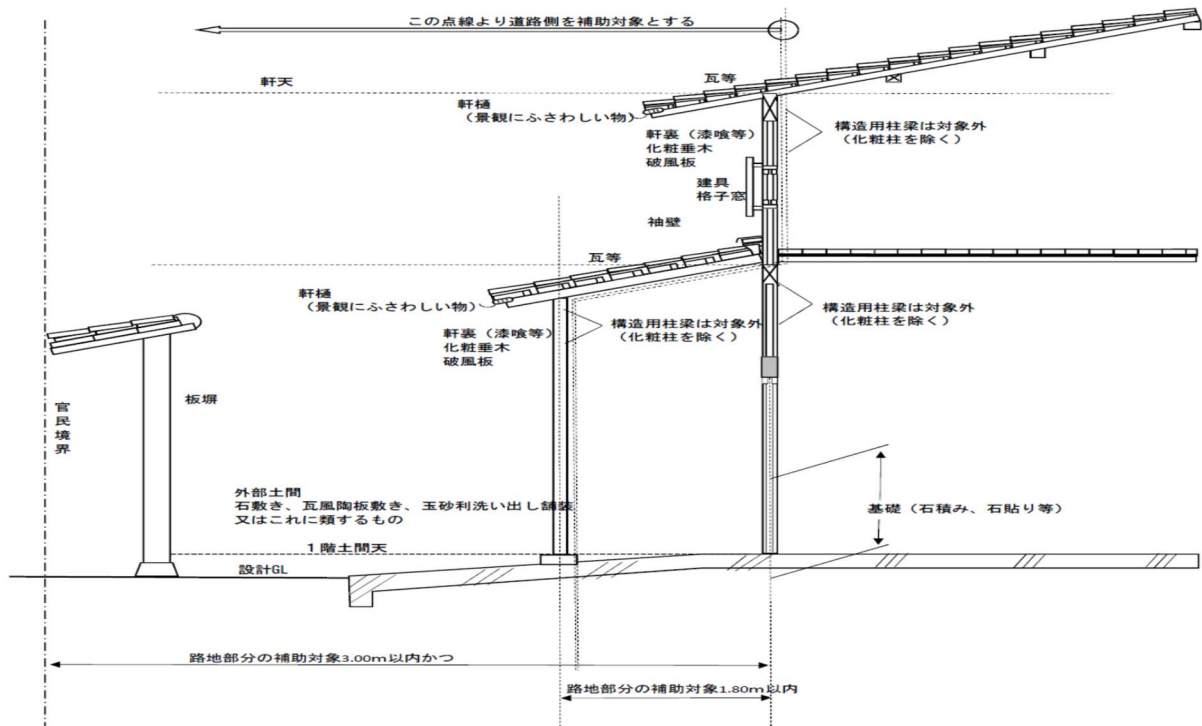 この点線より道路側を補助対象とする
軒天
瓦等
軒樋
（景観にふさわしい物）
軒裏（漆喰等）
化粧垂木
破風板
構造用柱梁は対象外
（化粧柱を除く）
建具
格子窓
袖壁
瓦等
軒樋
（景観にふさわしい物）
軒裏（漆喰等）
化粧垂木
破風板
構造用柱梁は対象外
（化粧柱を除く）
構造用柱梁は対象外
（化粧柱を除く）
板塀
官民境界
外部土間
石敷き、瓦風陶板敷き、玉砂利洗い出し舗装
又はこれに類するもの
基礎（石積み、石貼り等）
１階土間天
設計GL
路地部分の補助対象3.00m以内かつ
路地部分の補助対象1.80m以内